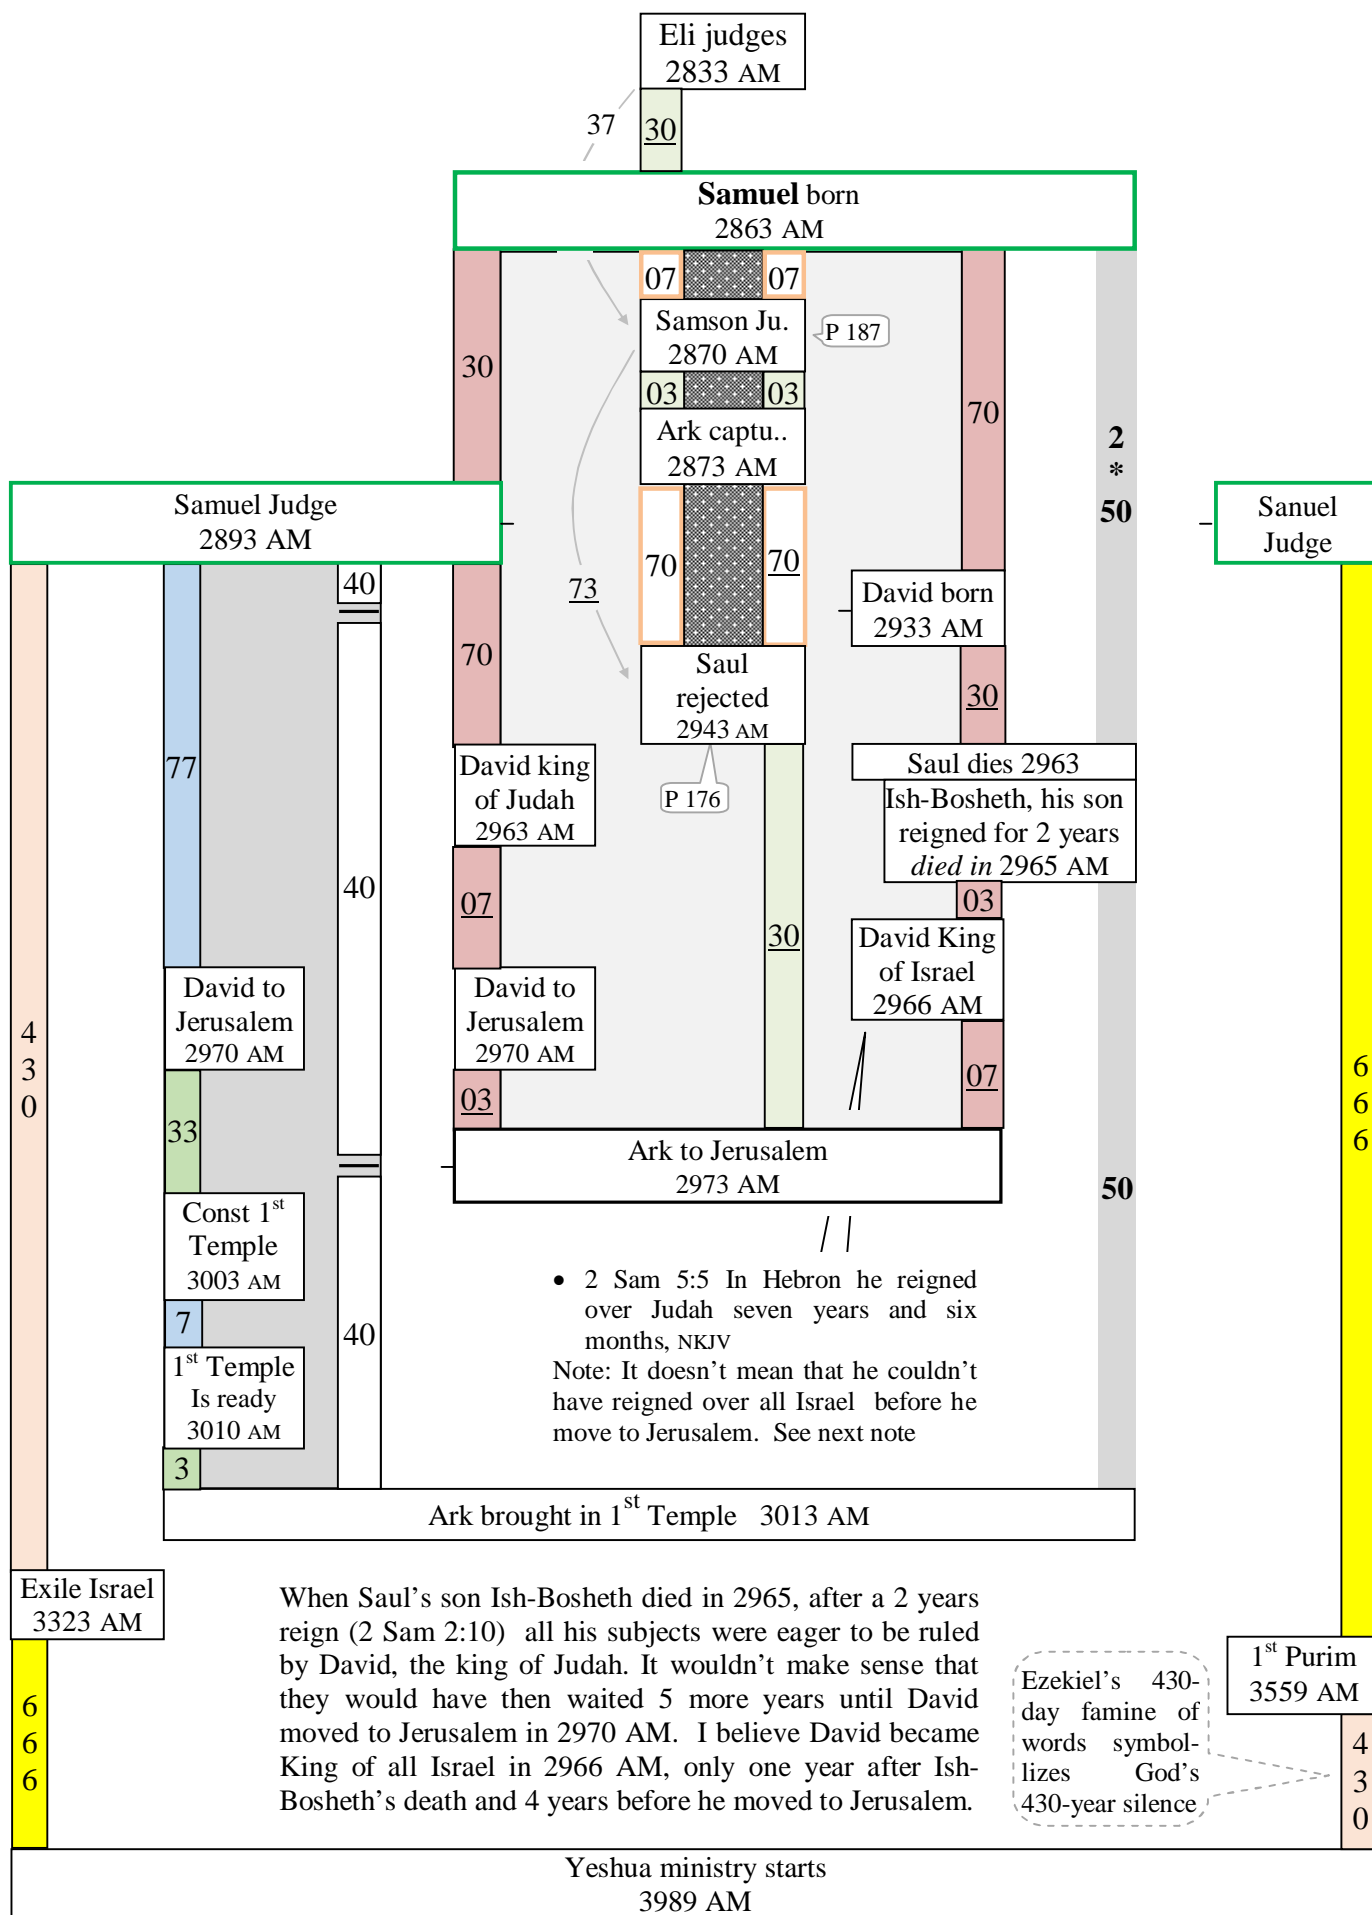 Eli judges
2833 AM
37
30
Samuel born
2863 AM
07 07
Samson Ju.
2870 AM
P 187
30
03 03
70
Ark captu..
2873 AM
2
*
50
Samuel Judge
2893 AM
Sanuel
Judge
40
70
70
73
David born
2933 AM
70
Saul
rejected
2943 AM
30
77
David king
of Judah
2963 AM
P 176
Saul dies 2963
Ish-Bosheth, his son
reigned for 2 years
died in 2965 AM
40
07
03
30
David King
of Israel
2966 AM
David to
Jerusalem
2970 AM
David to
Jerusalem
2970 AM
4
3
0
03
07
6
6
6
33
Ark to Jerusalem
2973 AM
50
Const 1st
Temple
3003 AM
• 2 Sam 5:5 In Hebron he reigned
over Judah seven years and six
months, NKJV
7
40
1st Temple
Is ready
3010 AM
Note: It doesn't mean that he couldn't
have reigned over all Israel before he
move to Jerusalem. See next note
3
Ark brought in 1st Temple 3013 AM
Exile Israel
3323 AM
When Saul's son Ish-Bosheth died in 2965, after a 2 years
reign (2 Sam 2:10) all his subjects were eager to be ruled
by David, the king of Judah. It wouldn't make sense that
they would have then waited 5 more years until David
moved to Jerusalem in 2970 AM. I believe David became
King of all Israel in 2966 AM, only one year after Ish-
Bosheth's death and 4 years before he moved to Jerusalem.
1st Purim
3559 AM
Ezekiel's 430-
day famine of
words symbol-
lizes God's
430-year silence
6
6
6
4
3
0
Yeshua ministry starts
3989 AM